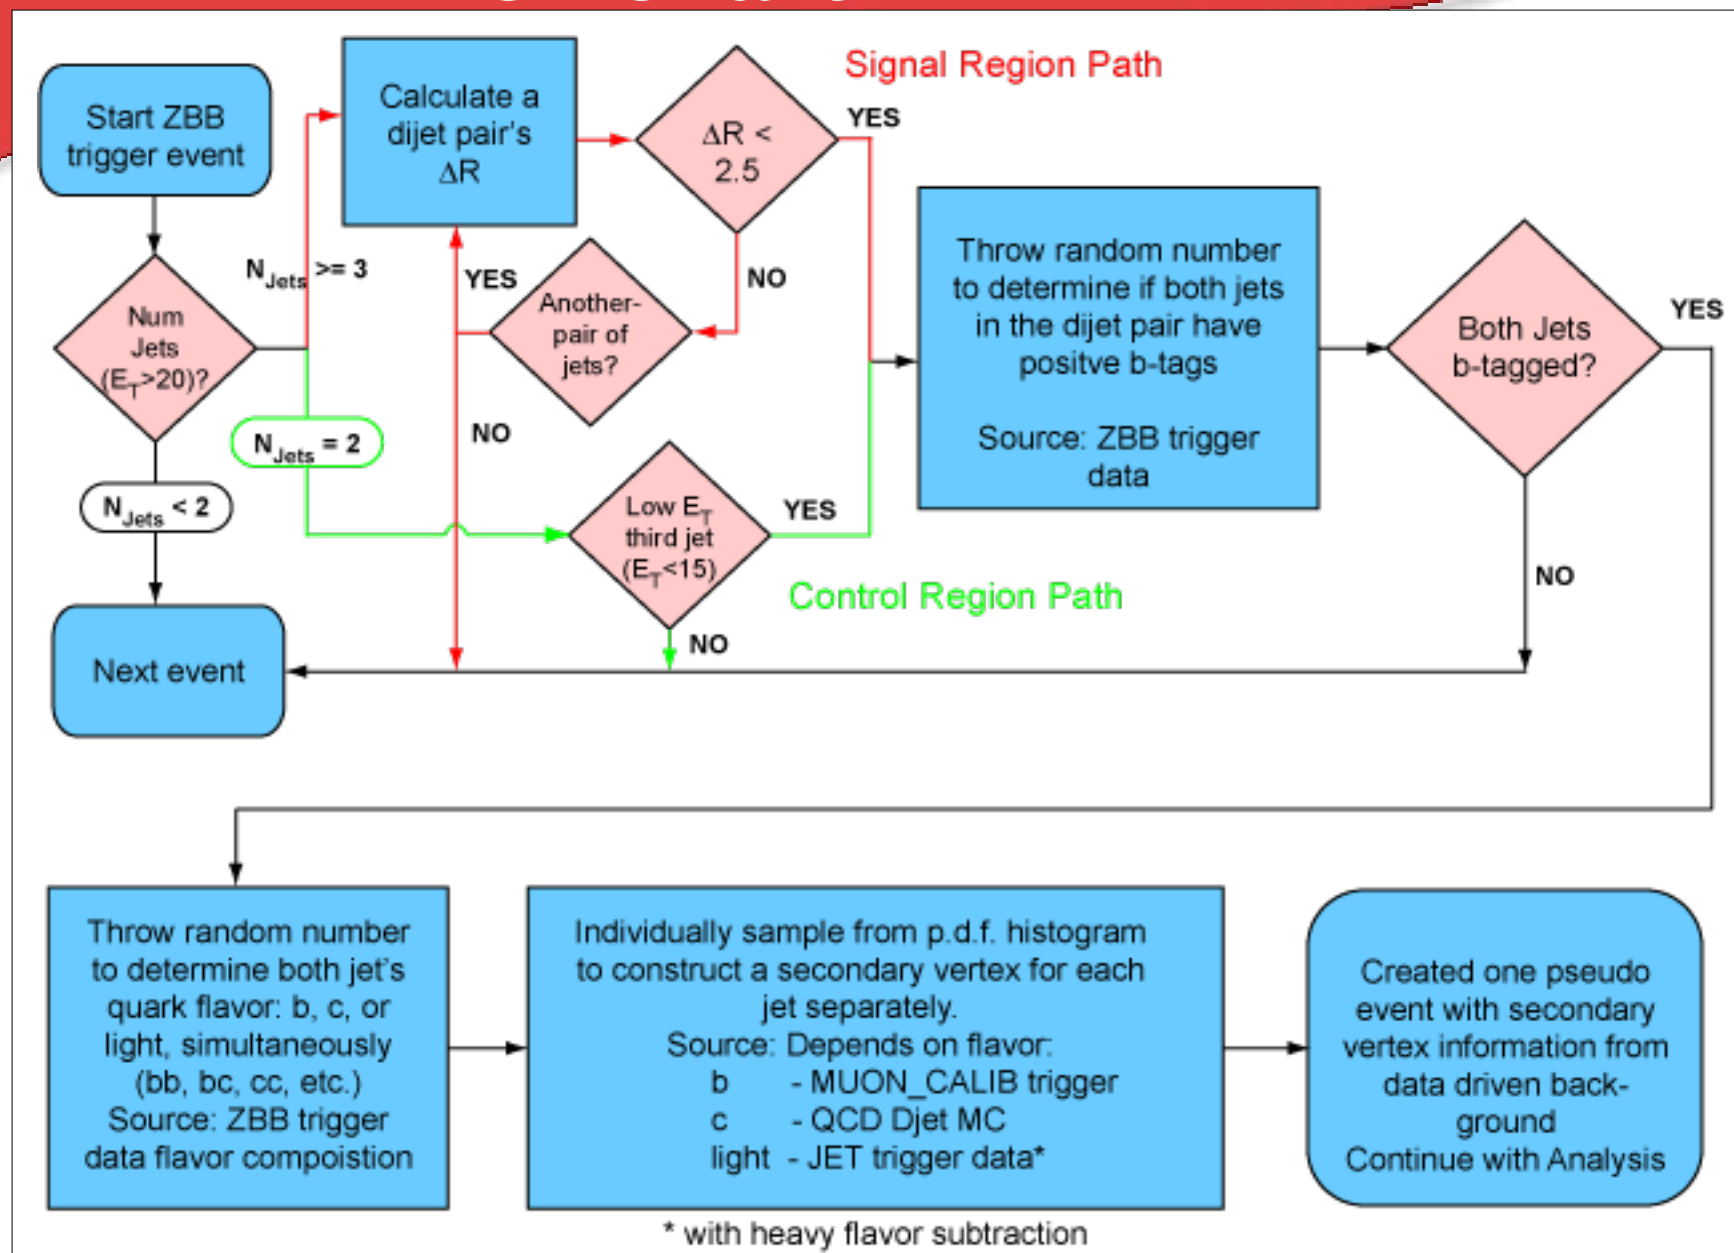 Start ZBB
trigger event
Calculate a
dijet pair's
ΔR
ΔR <
2.5
Signal Region Path
YES
NO
N_Jets >= 3
YES
Another-
pair of
jets?
NO
Num
Jets
(E_T>20)?
N_Jets = 2
N_Jets < 2
Low E_T
third jet
(E_T<15)
YES
NO
Control Region Path
Next event
Throw random number
to determine if both jets
in the dijet pair have
positve b-tags
Source: ZBB trigger
data
Both Jets
b-tagged?
YES
NO
Throw random number
to determine both jet's
quark flavor: b, c, or
light, simultaneously
(bb, bc, cc, etc.)
Source: ZBB trigger
data flavor compoistion
Individually sample from p.d.f. histogram
to construct a secondary vertex for each
jet separately.
Source: Depends on flavor:
b - MUON_CALIB trigger
c - QCD Djet MC
light - JET trigger data*
Created one pseudo
event with secondary
vertex information from
data driven back-
ground
Continue with Analysis
* with heavy flavor subtraction